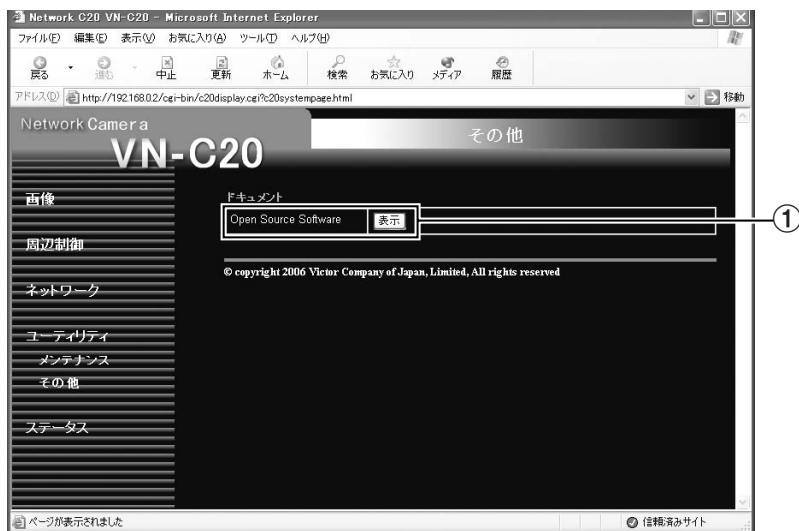 Network C20 VN-C20 - Microsoft Internet Explorer
ファイル(F) 編集(E) 表示(V) お気に入り(A) ツール(T) ヘルプ(H)
戻る 進む 中止 更新 ホーム 検索 お気に入り メディア 履歴
アドレス(D) http://192.168.0.2/cgi-bin/c20display.cgi?c20systempage.html 移動
Network Camera
VN-C20
その他
画像
周辺制御
ネットワーク
ユーティリティ
メンテナンス
その他
ステータス
ドキュメント
Open Source Software 表示
①
© copyright 2006 Victor Company of Japan, Limited, All rights reserved
ページが表示されました 信頼済みサイト